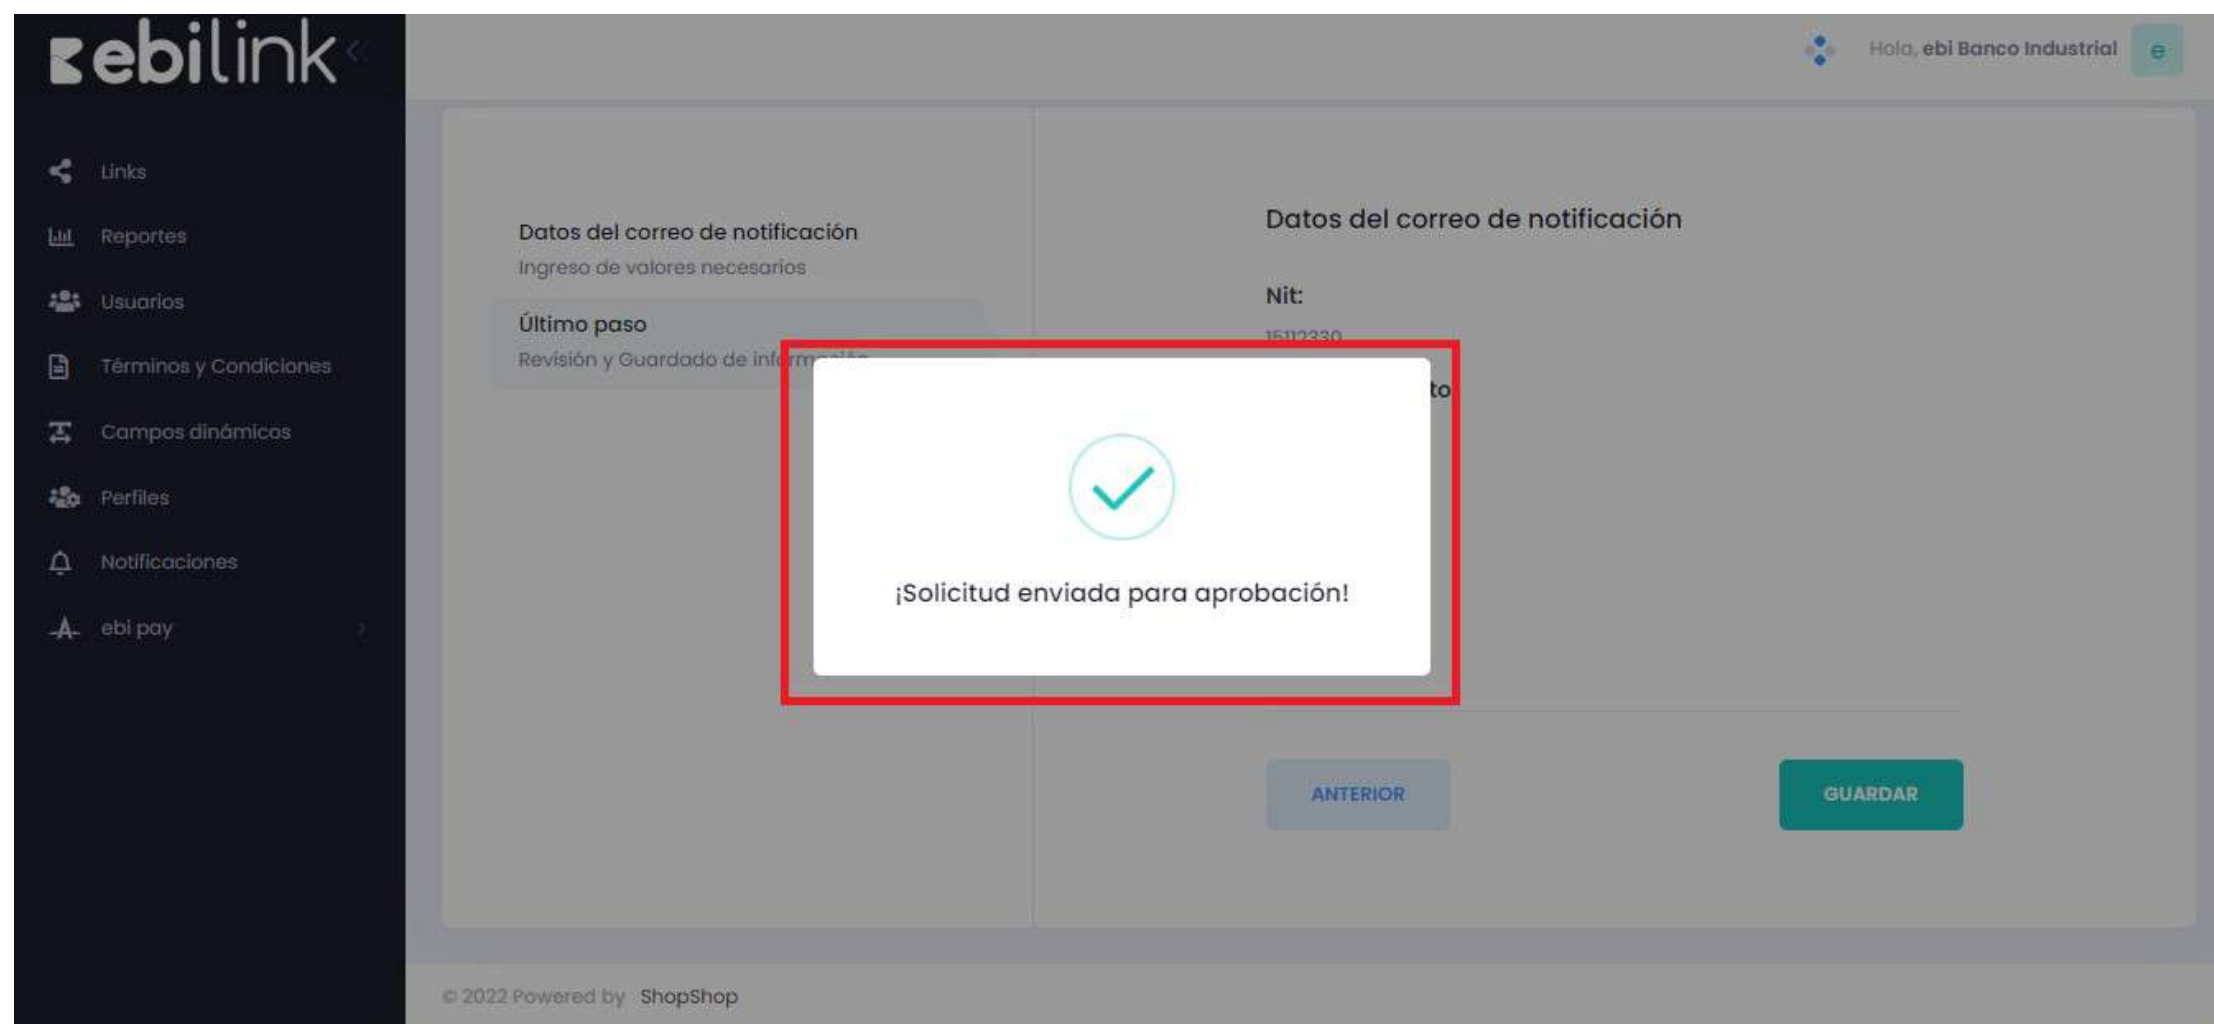 ebilink
Hola, ebi Banco Industrial
e
Links
Reportes
Usuarios
Términos y Condiciones
Campos dinámicos
Perfiles
Notificaciones
ebi pay
Datos del correo de notificación
Ingreso de valores necesarios
Último paso
Revisión y Guardado de información
Datos del correo de notificación
Nit:
15112330
to
¡Solicitud enviada para aprobación!
ANTERIOR
GUARDAR
© 2022 Powered by ShopShop